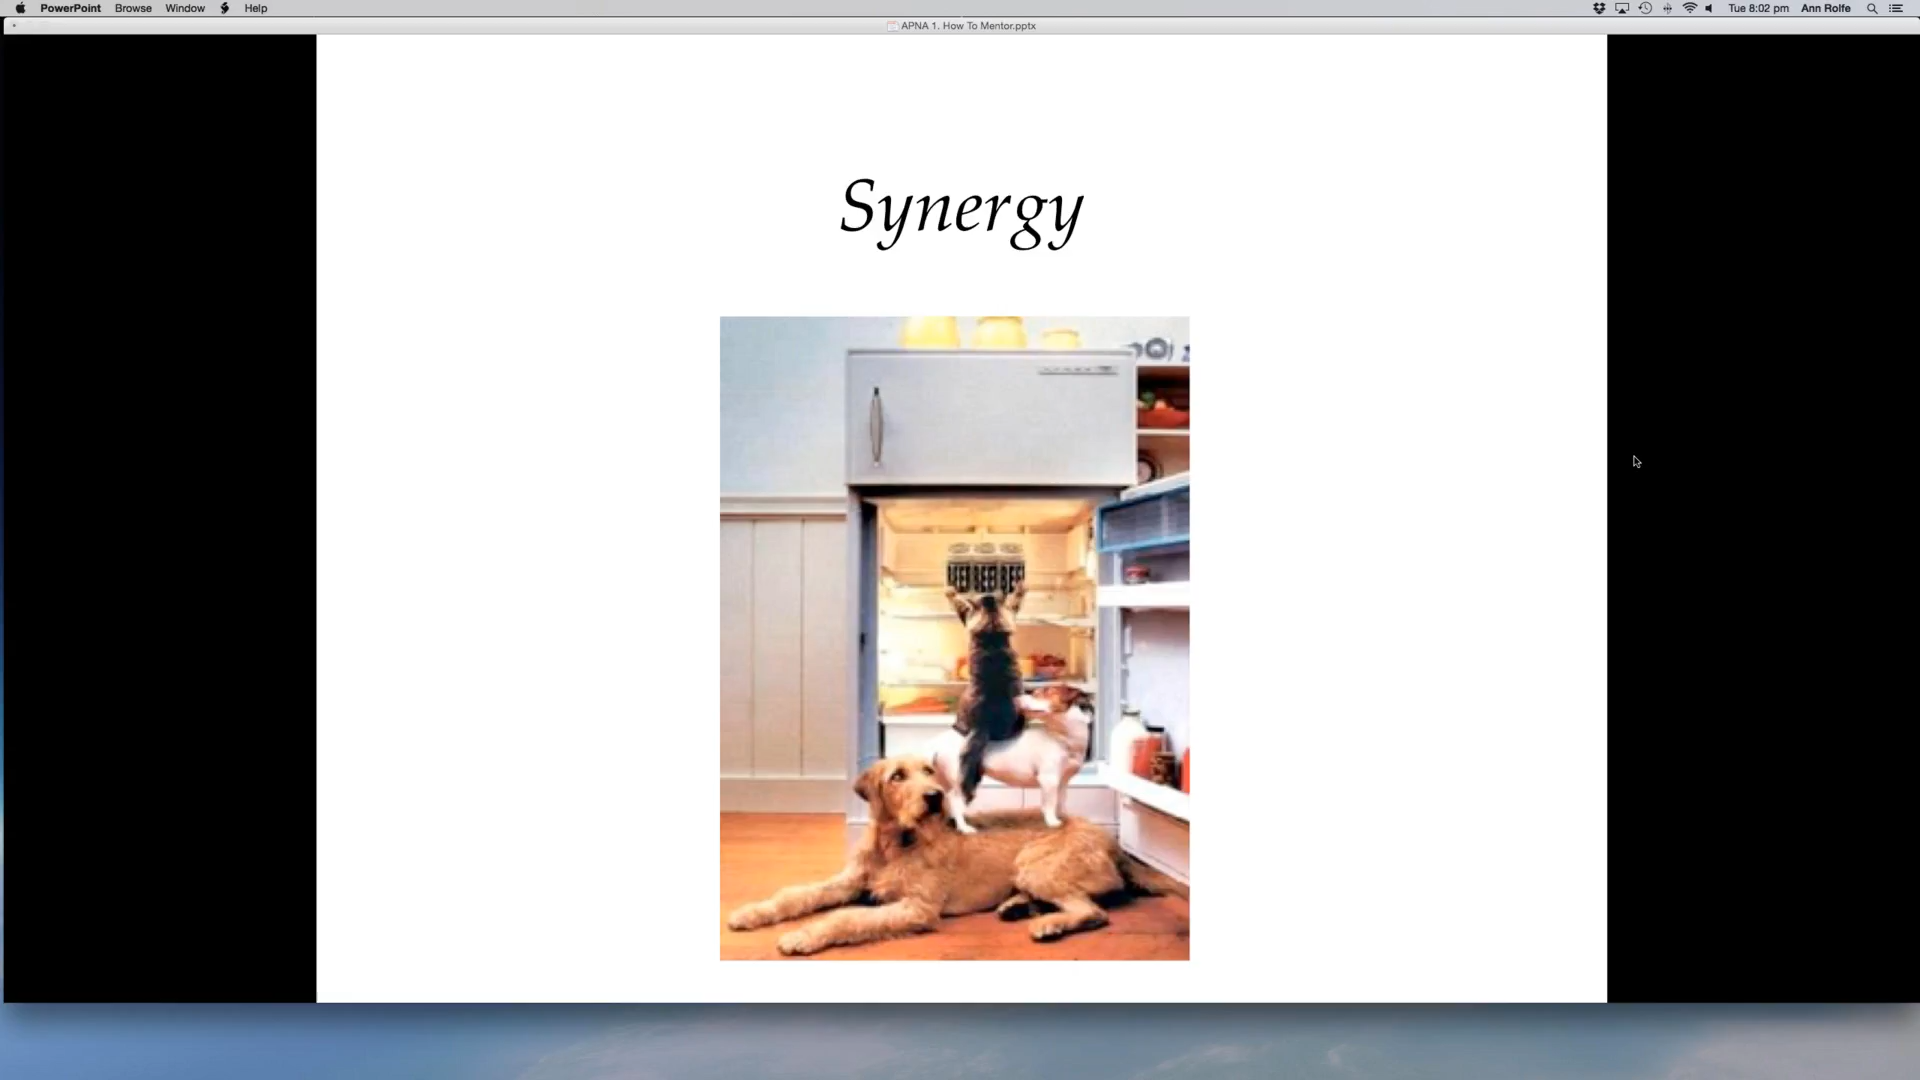 PowerPoint Browse Window Help Tue 8:02 pm Ann Rolfe
APNA 1. How To Mentor.pptx
Synergy